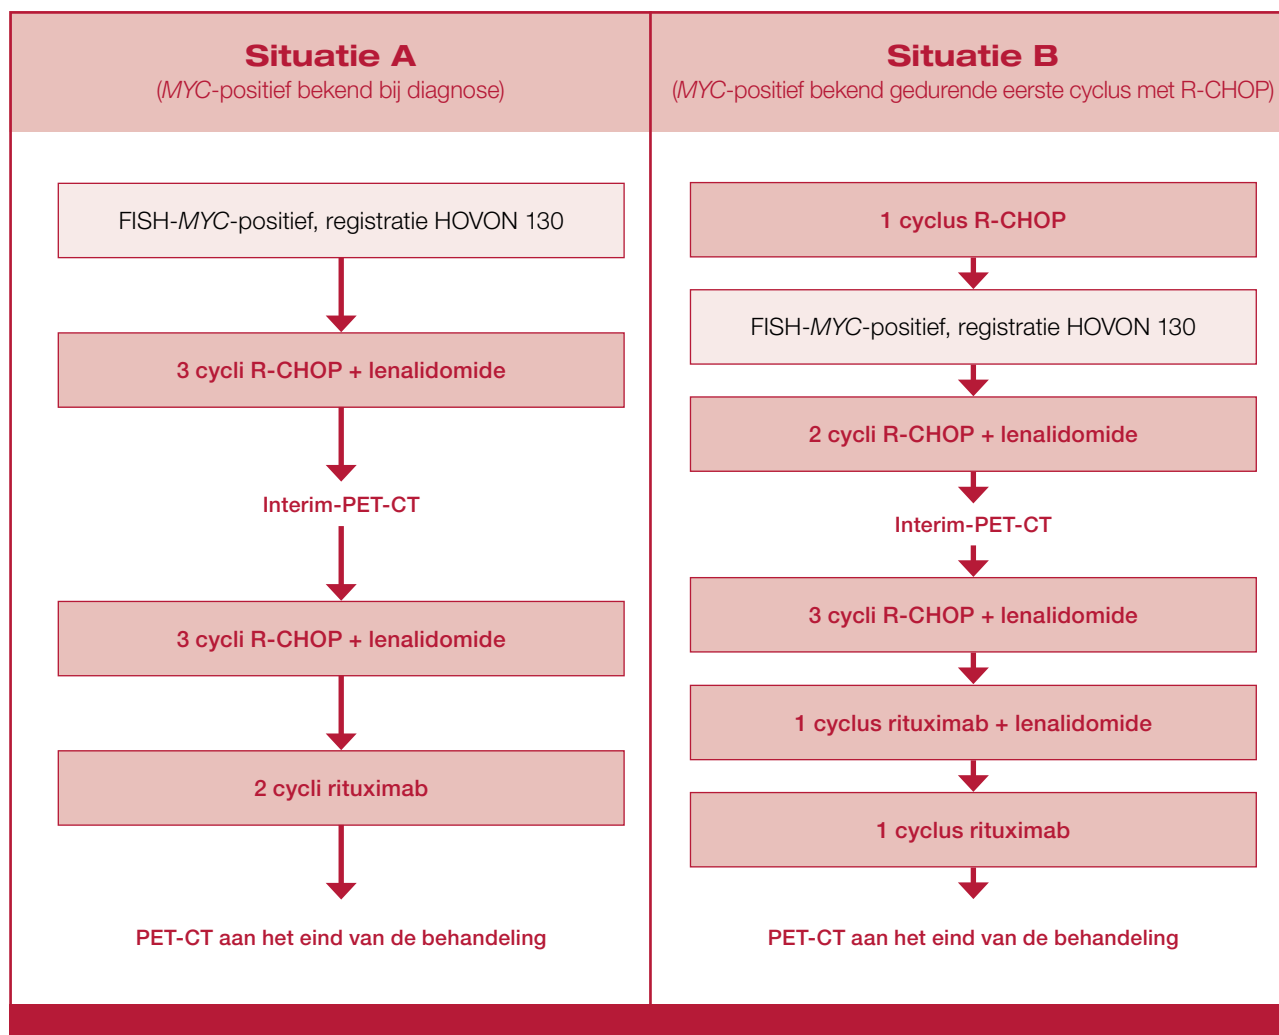 Situatie A
(MYC-positief bekend bij diagnose)
FISH-MYC-positief, registratie HOVON 130
3 cycli R-CHOP + lenalidomide
Interim-PET-CT
3 cycli R-CHOP + lenalidomide
2 cycli rituximab
PET-CT aan het eind van de behandeling
Situatie B
(MYC-positief bekend gedurende eerste cyclus met R-CHOP)
1 cyclus R-CHOP
FISH-MYC-positief, registratie HOVON 130
2 cycli R-CHOP + lenalidomide
Interim-PET-CT
3 cycli R-CHOP + lenalidomide
1 cyclus rituximab + lenalidomide
1 cyclus rituximab
PET-CT aan het eind van de behandeling